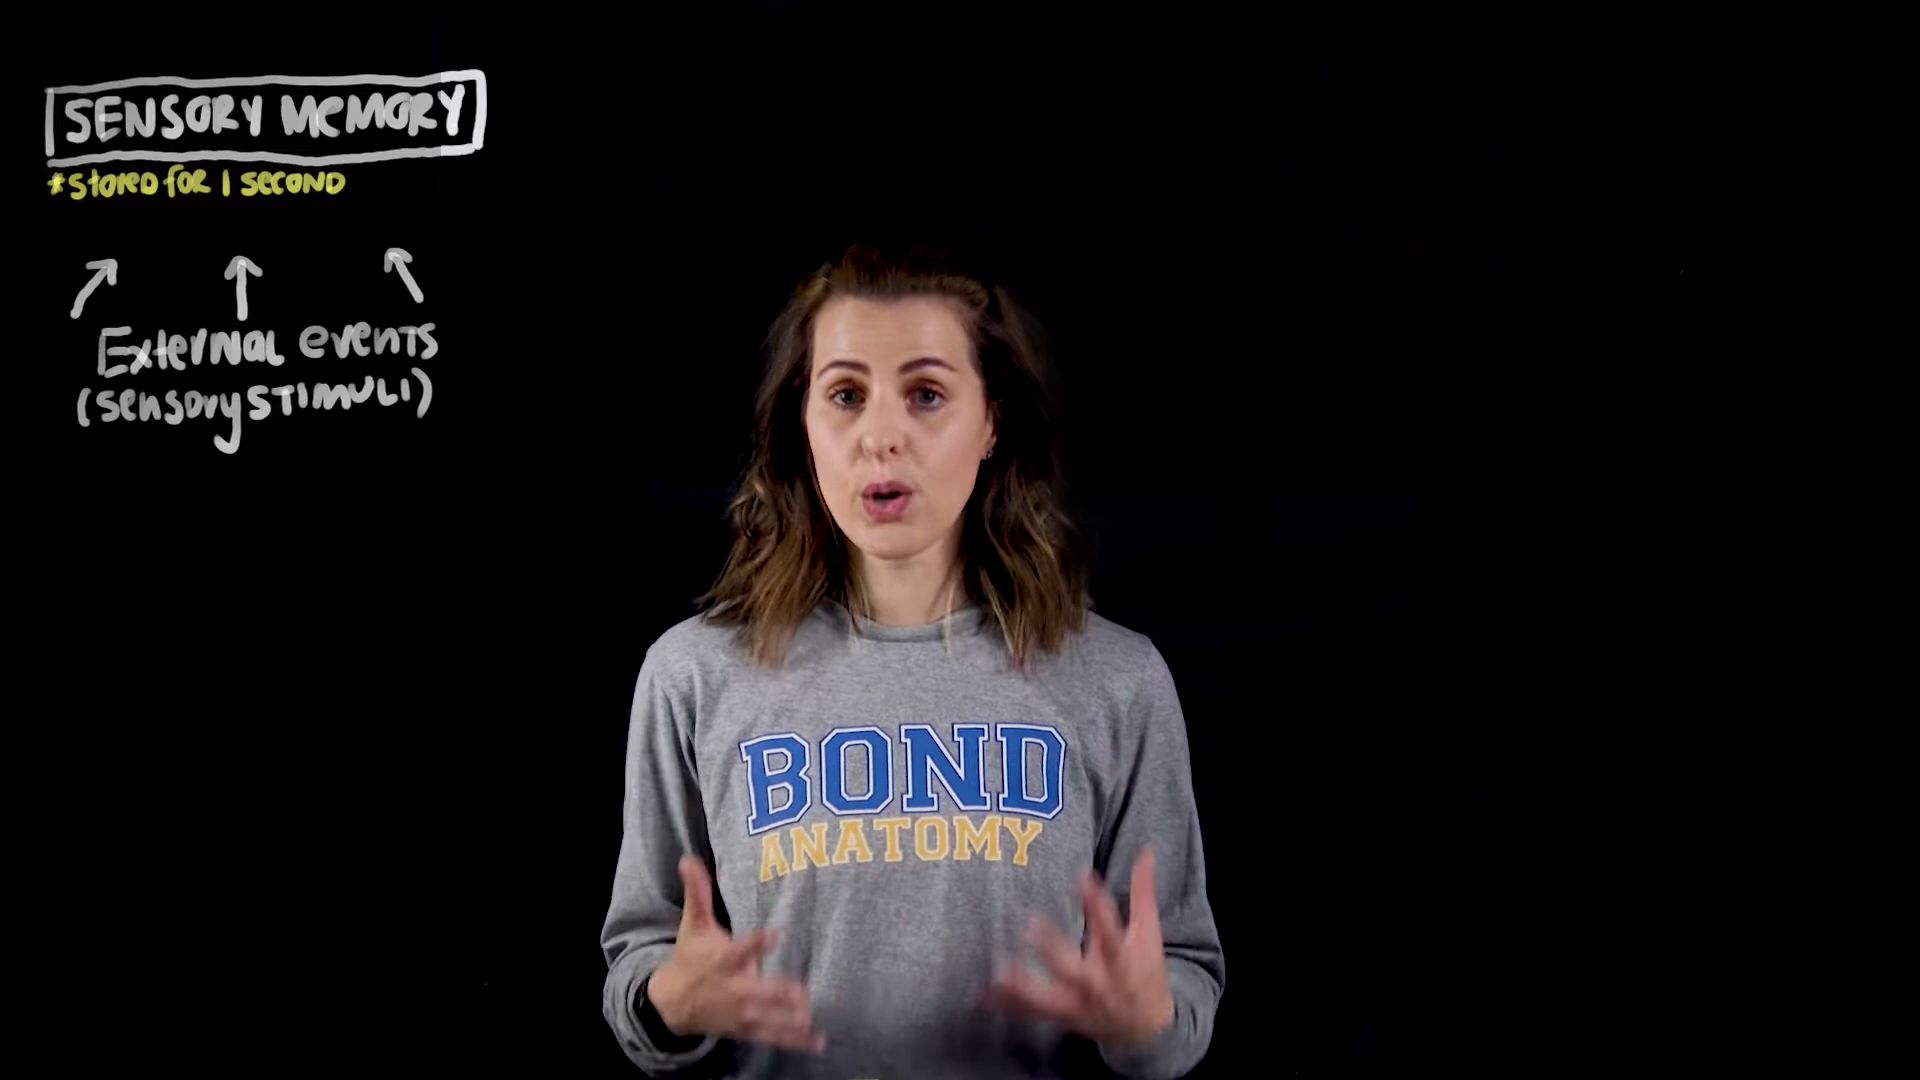 SENSORY MEMORY
*Stored for 1 second
External events
(sensory stimuli)
BOND
ANATOMY